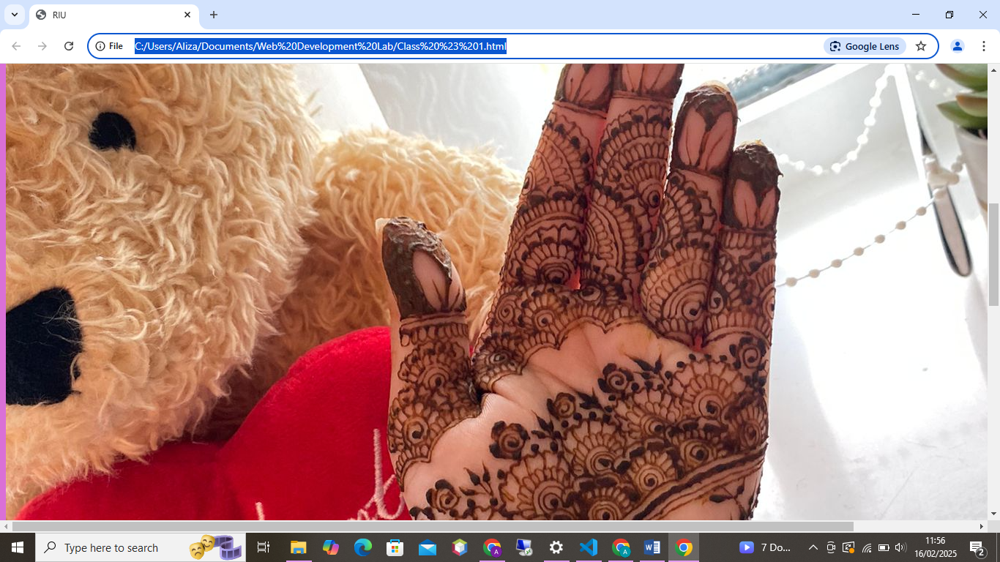 RIU
File
C:/Users/Aliza/Documents/Web%20Development%20Lab/Class%20%23%201.html
Google Lens
Type here to search
7 Do...
11:56
16/02/2025
2